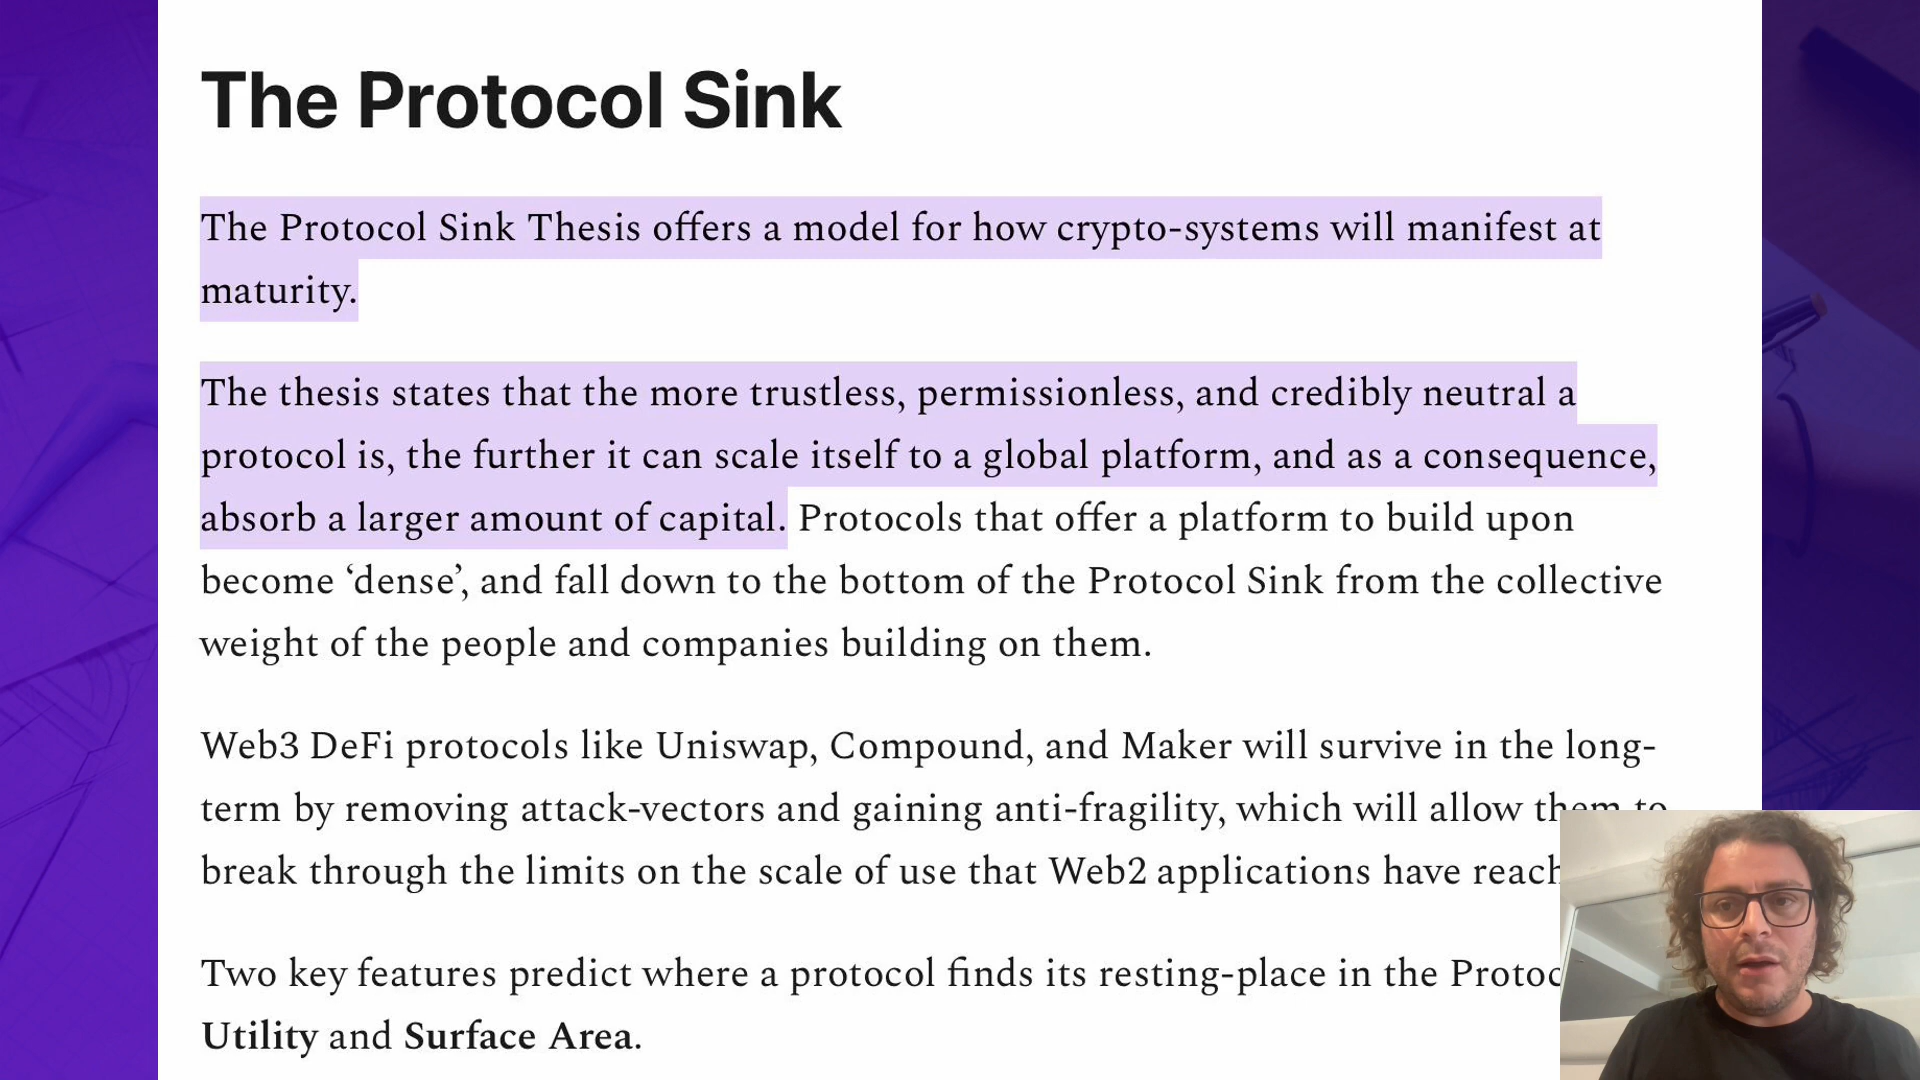 The Protocol Sink
The Protocol Sink Thesis offers a model for how crypto-systems will manifest at
maturity.
The thesis states that the more trustless, permissionless, and credibly neutral a
protocol is, the further it can scale itself to a global platform, and as a consequence,
absorb a larger amount of capital. Protocols that offer a platform to build upon
become ‘dense’, and fall down to the bottom of the Protocol Sink from the collective
weight of the people and companies building on them.
Web3 DeFi protocols like Uniswap, Compound, and Maker will survive in the long-
term by removing attack-vectors and gaining anti-fragility, which will allow them to
break through the limits on the scale of use that Web2 applications have reach
Two key features predict where a protocol finds its resting-place in the Protoc
Utility and Surface Area.